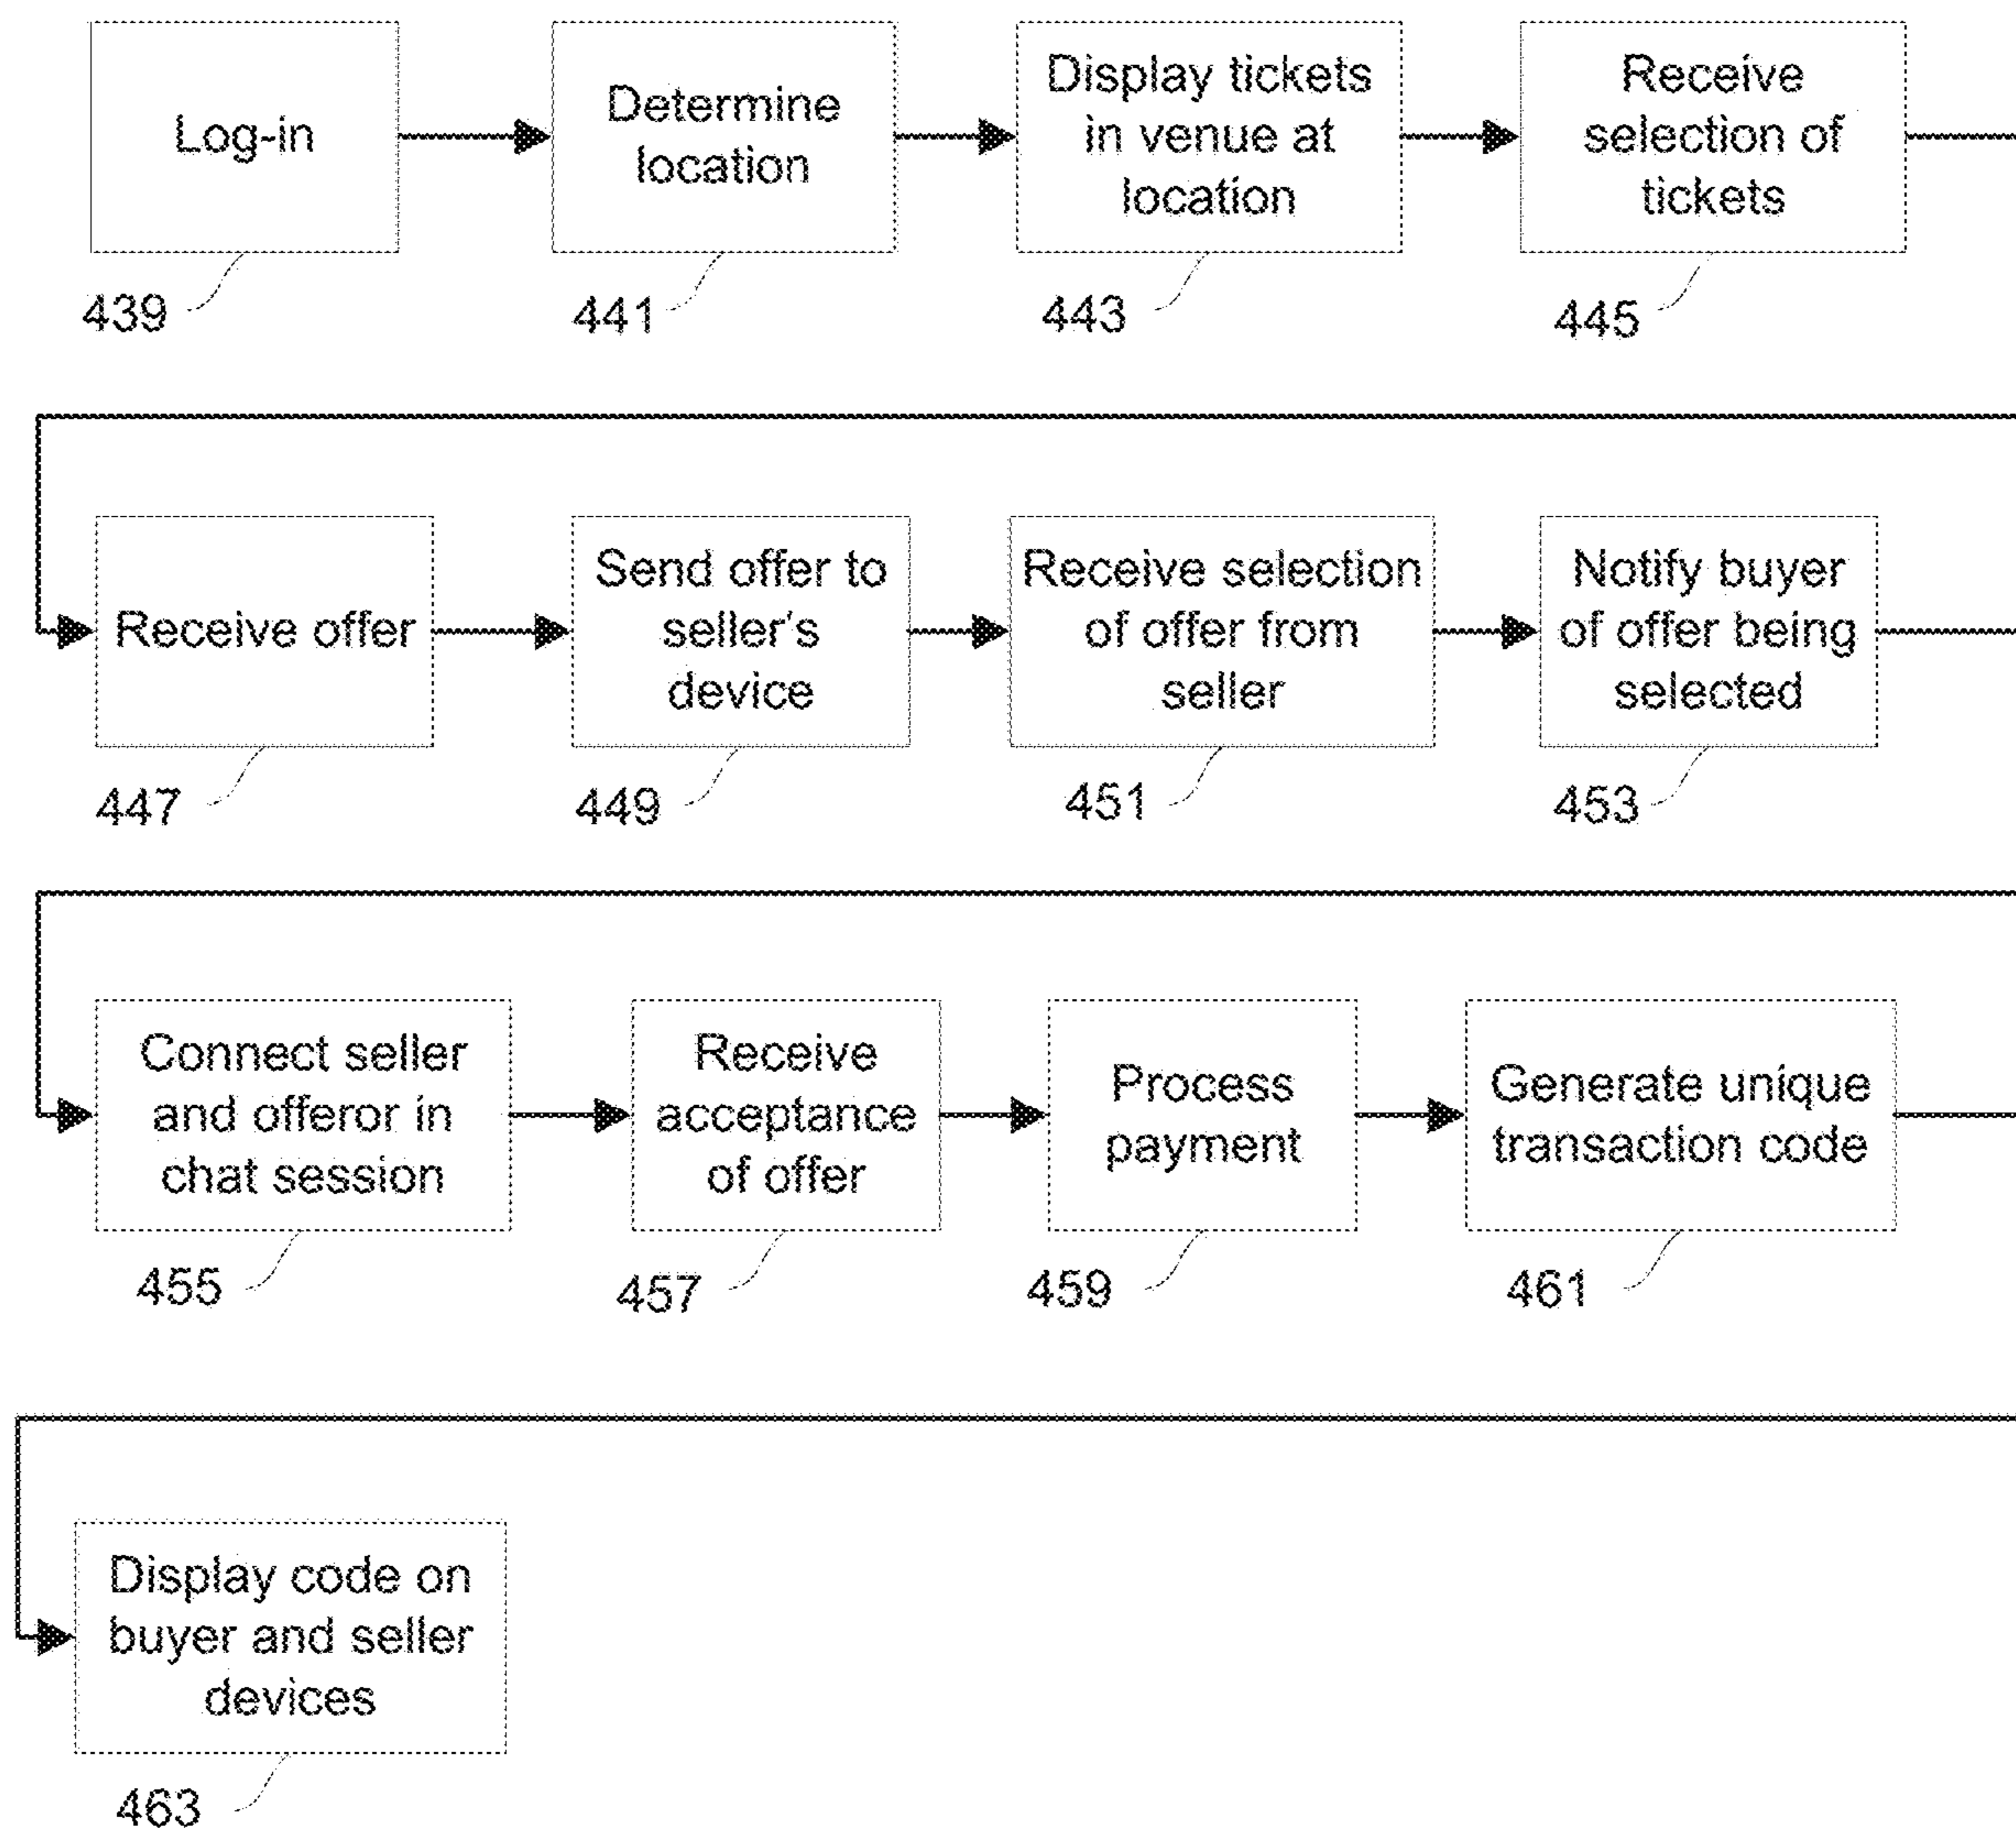 Log-in
Determine
location
Display tickets
in venue at
location
Receive
selection of
tickets
439
441
443
445
Receive offer
Send offer to
seller's
device
Receive selection
of offer from
seller
Notify buyer
of offer being
selected
447
449
451
453
Connect seller
and offeror in
chat session
Receive
acceptance
of offer
Process
payment
Generate unique
transaction code
455
457
459
461
Display code on
buyer and seller
devices
463